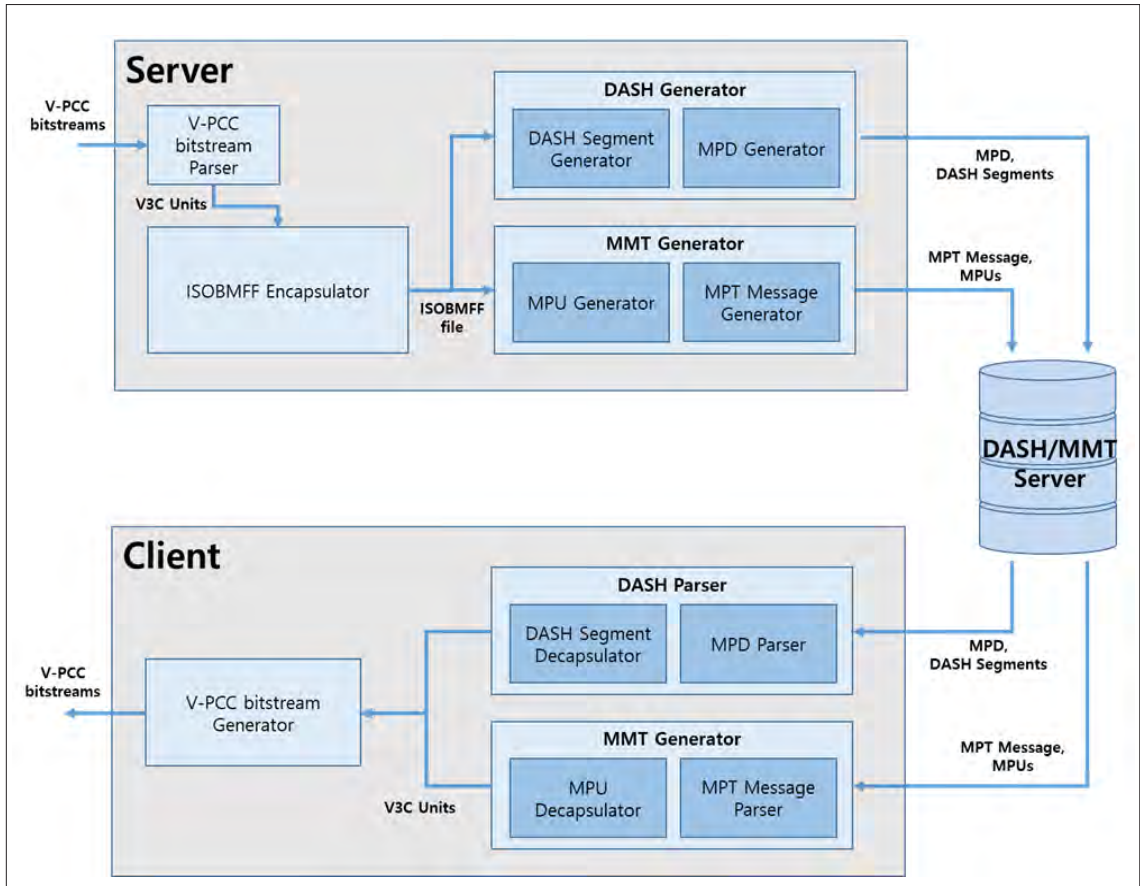 Server
V-PCC
bitstreams
V-PCC
bitstream
Parser
V3C Units
ISOBMFF Encapsulator
ISOBMFF
file
DASH Generator
DASH Segment
Generator
MPD Generator
MMT Generator
MPU Generator
MPT Message
Generator
MPD,
DASH Segments
MPT Message,
MPUs
DASH/MMT
Server
Client
DASH Parser
DASH Segment
Decapsulator
MPD Parser
MPD,
DASH Segments
MMT Generator
MPU
Decapsulator
MPT Message
Parser
MPT Message,
MPUs
V3C Units
V-PCC bitstream
Generator
V-PCC
bitstreams